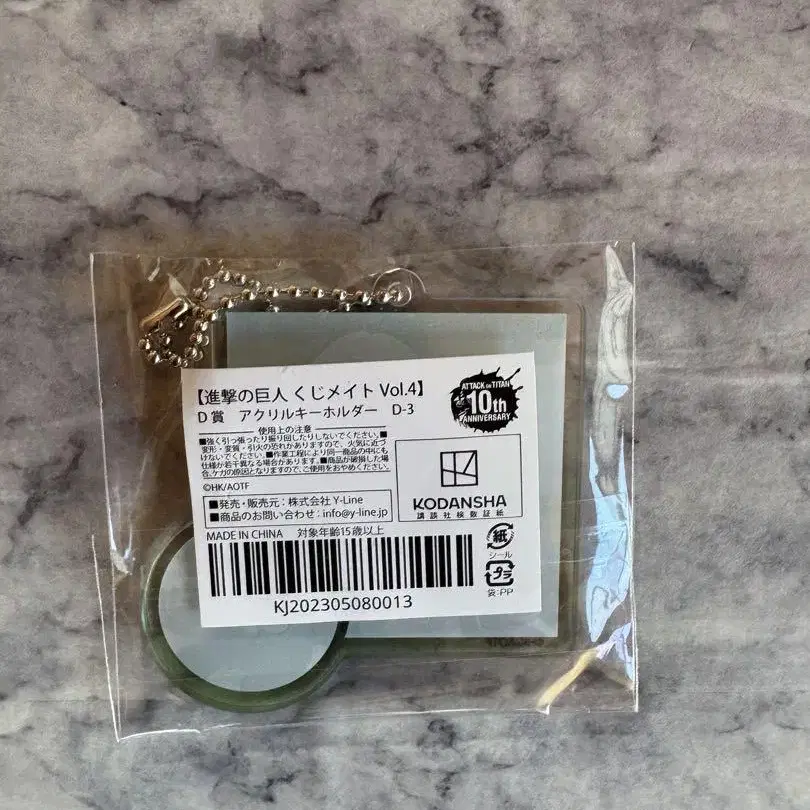 【進撃の巨人 くじメイト Vol.4】
D賞 アクリルキーホルダー D-3
使用上の注意
■強く引っ張ったり振り回したりしないでください。■
変形・変質・引火の恐れがありますので、火気に近づ
けないでください。■作業工程により同一商品の中にも
仕様が若干異なる場合があります。■商品が破損した場
合、ケガの原因となりますので、ご使用をおやめください。
©HK/AOTF
■発売・販売元：株式会社 Y-Line
■商品のお問い合わせ：info@y-line.jp
MADE IN CHINA 対象年齢15歳以上
KJ202305080013
ATTACK ON TITAN
10th
ANNIVERSARY
KODANSHA
講談社検数証紙
紙
シール
プラ
袋：PP